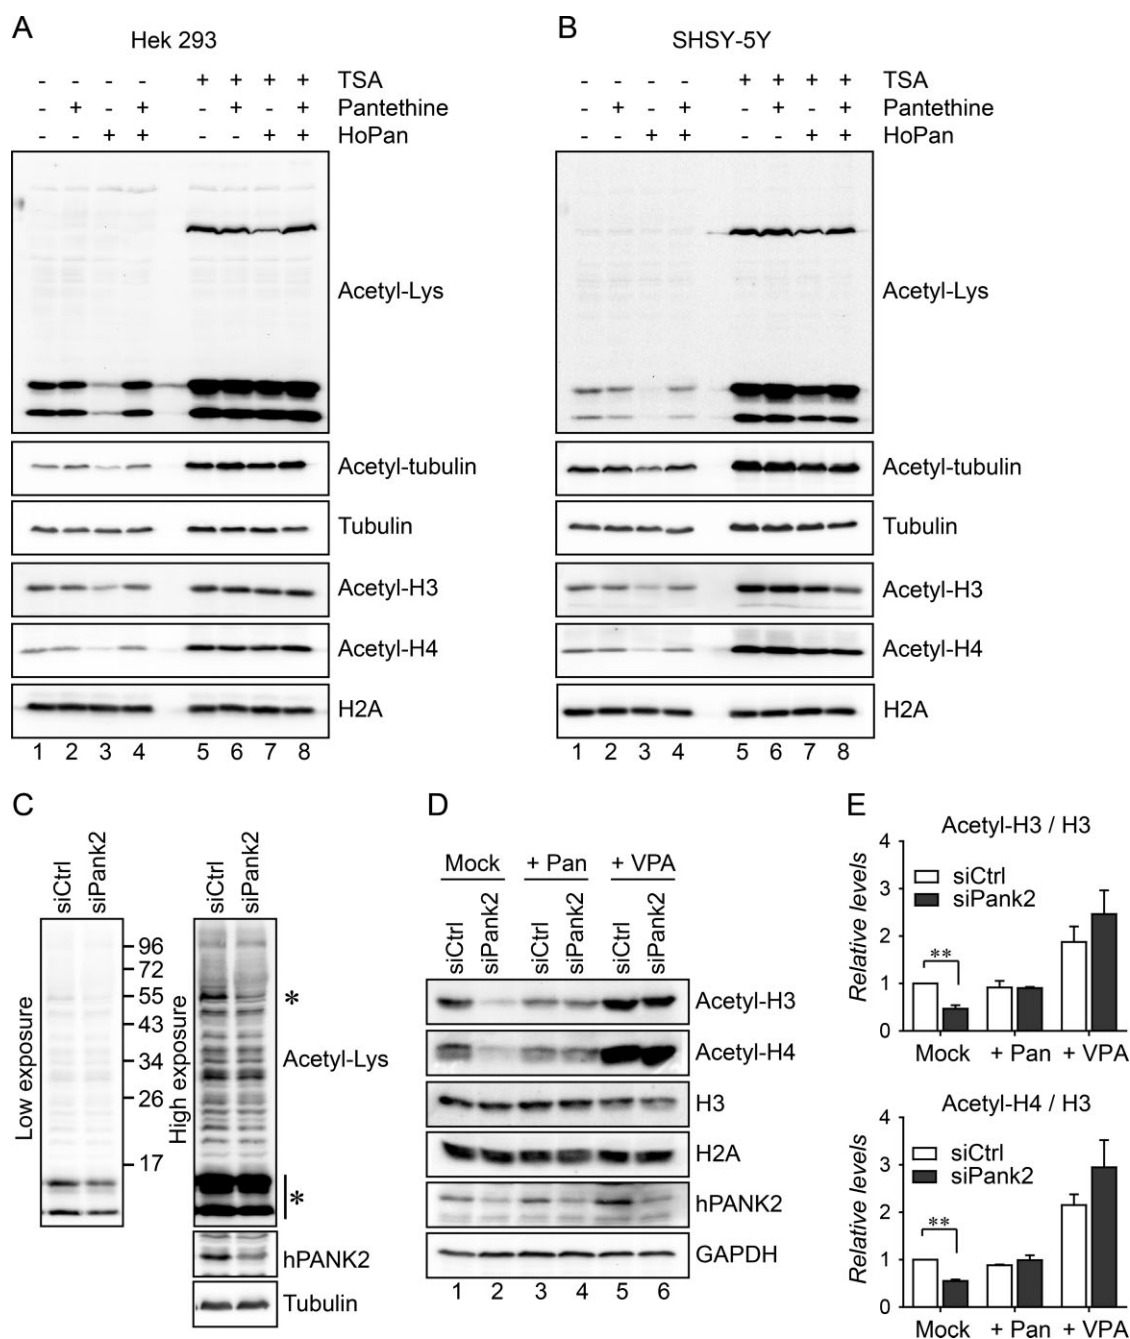 A
Hek 293
- - - - + + + + TSA
- + - + - + - + Pantethine
- - + + - - + + HoPan
Acetyl-Lys
Acetyl-tubulin
Tubulin
Acetyl-H3
Acetyl-H4
H2A
1 2 3 4 5 6 7 8
B
SHSY-5Y
- - - - + + + + TSA
- + - + - + - + Pantethine
- - + + - - + + HoPan
Acetyl-Lys
Acetyl-tubulin
Tubulin
Acetyl-H3
Acetyl-H4
H2A
1 2 3 4 5 6 7 8
C
siCtrl
siPank2
siCtrl
siPank2
Low exposure
96
72
55
43
34
26
17
High exposure
*
Acetyl-Lys
*
hPANK2
Tubulin
D
Mock + Pan + VPA
siCtrl
siPank2
siCtrl
siPank2
siCtrl
siPank2
Acetyl-H3
Acetyl-H4
H3
H2A
hPANK2
GAPDH
1 2 3 4 5 6
E
Acetyl-H3 / H3
Relative levels
4
3
2
1
0
siCtrl
siPank2
**
Mock + Pan + VPA
Acetyl-H4 / H3
Relative levels
4
3
2
1
0
siCtrl
siPank2
**
Mock + Pan + VPA